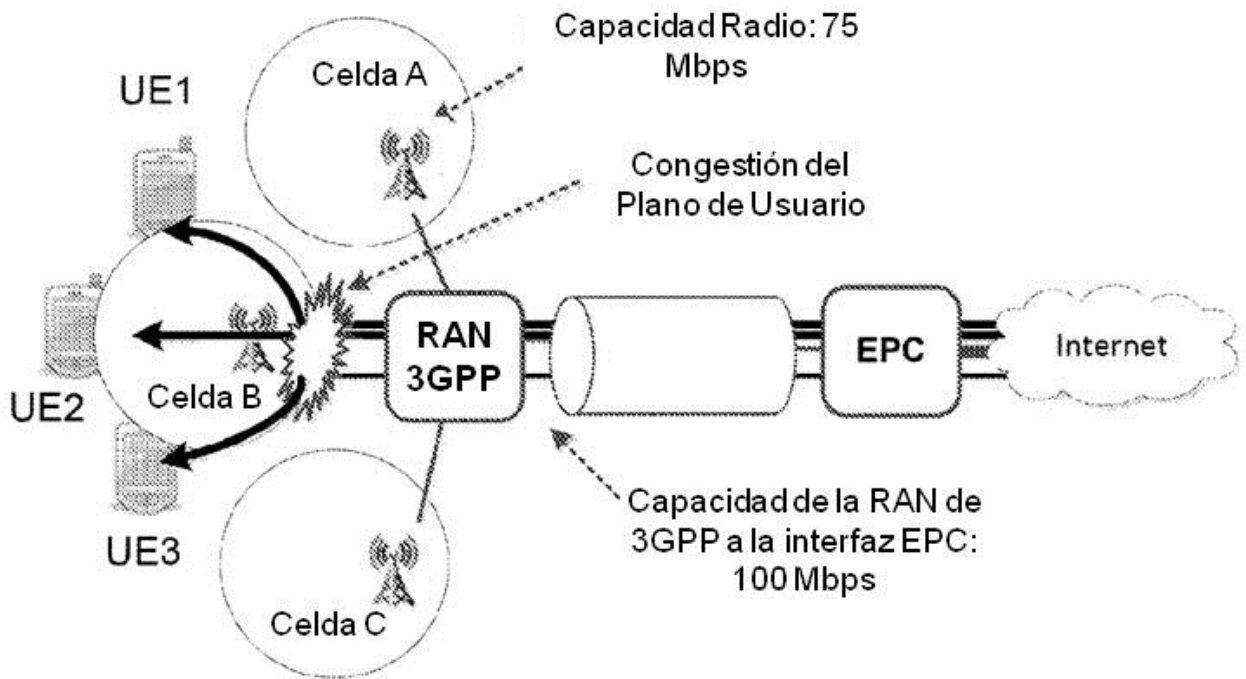 Capacidad Radio: 75
Mbps
Celda A
UE1
Congestión del
Plano de Usuario
RAN
3GPP
EPC
Internet
Celda B
UE2
UE3
Capacidad de la RAN de
3GPP a la interfaz EPC:
100 Mbps
Celda C